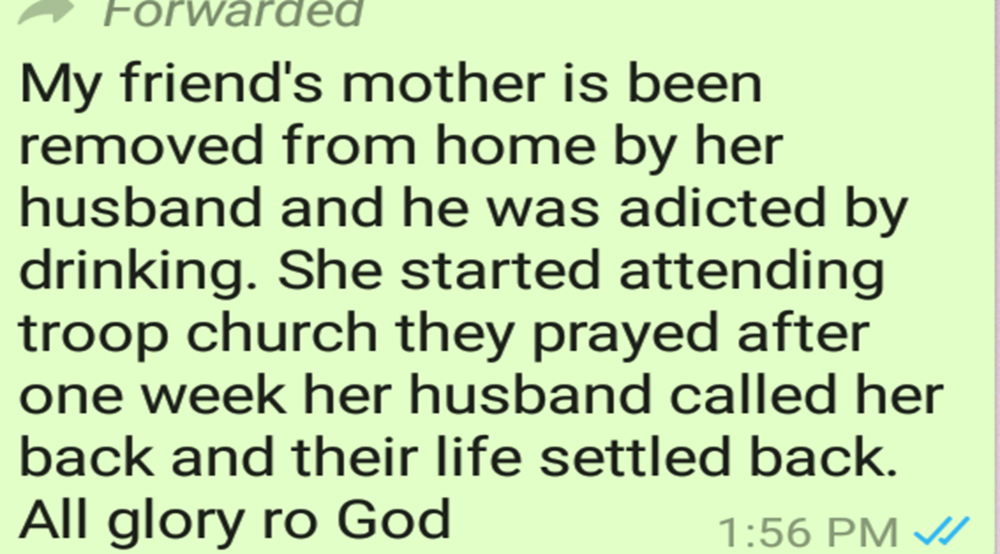 Forwarded
My friend's mother is been
removed from home by her
husband and he was adicted by
drinking. She started attending
troop church they prayed after
one week her husband called her
back and their life settled back.
All glory ro God
1:56 PM